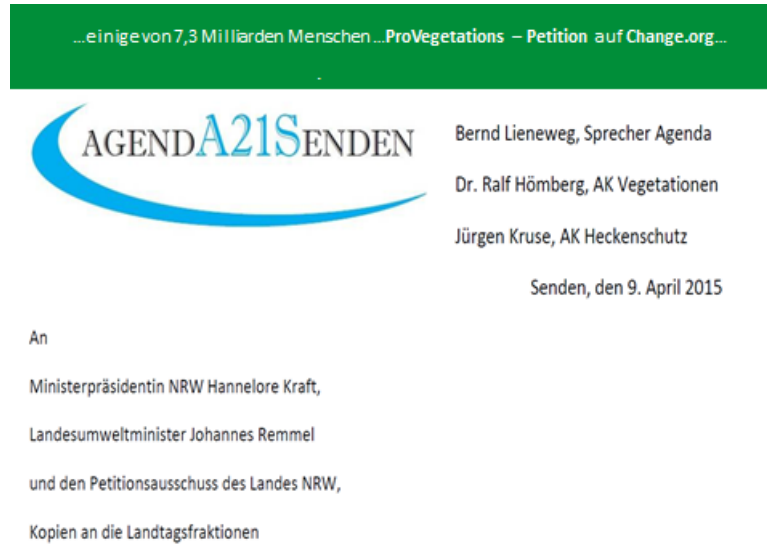 ...einige von 7,3 Milliarden Menschen ...ProVegetations – Petition auf Change.org...
.
AGENDA21SENDEN
Bernd Lieneweg, Sprecher Agenda
Dr. Ralf Hömberg, AK Vegetationen
Jürgen Kruse, AK Heckenschutz
Senden, den 9. April 2015
An
Ministerpräsidentin NRW Hannelore Kraft,
Landesumweltminister Johannes Remmel
und den Petitionsausschuss des Landes NRW,
Kopien an die Landtagsfraktionen